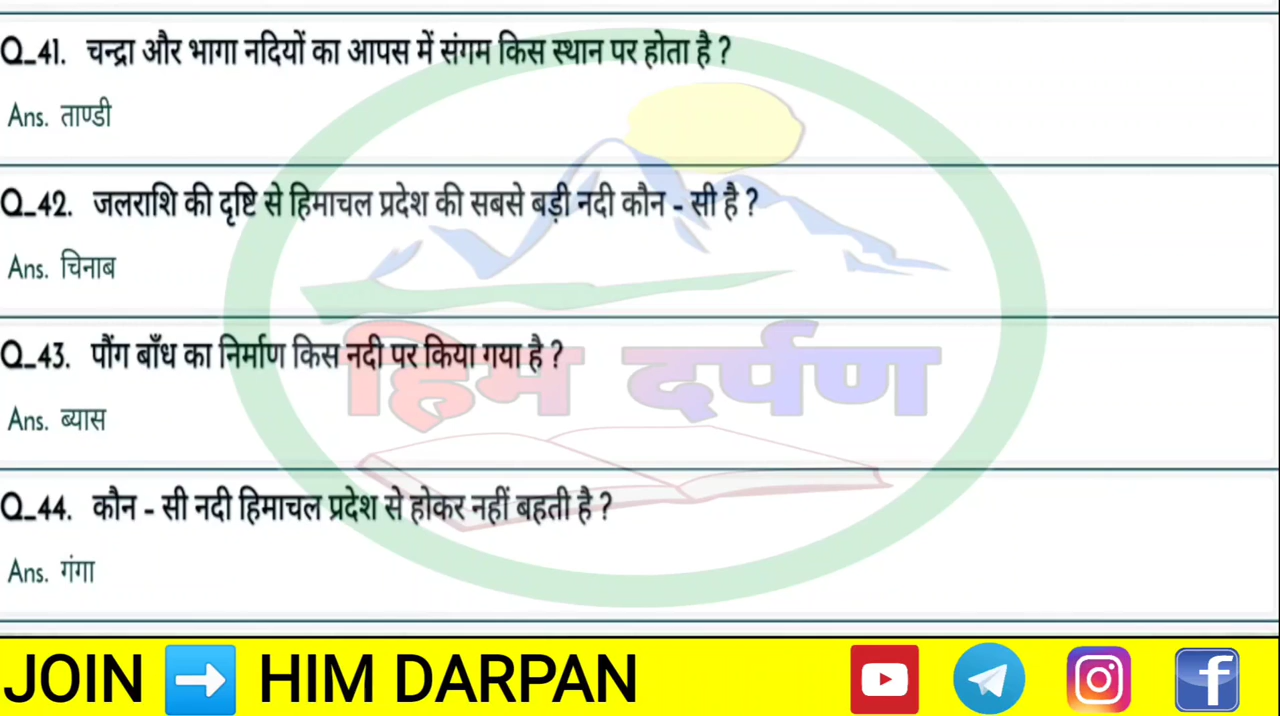 Q_41. चन्द्रा और भागा नदियों का आपस में संगम किस स्थान पर होता है ?
Ans. ताण्डी
Q_42. जलराशि की दृष्टि से हिमाचल प्रदेश की सबसे बड़ी नदी कौन - सी है ?
Ans. चिनाब
Q_43. पौंग बाँध का निर्माण किस नदी पर किया गया है ?
हिम दर्पण
Ans. ब्यास
Q_44. कौन - सी नदी हिमाचल प्रदेश से होकर नहीं बहती है ?
Ans. गंगा
JOIN ➡ HIM DARPAN